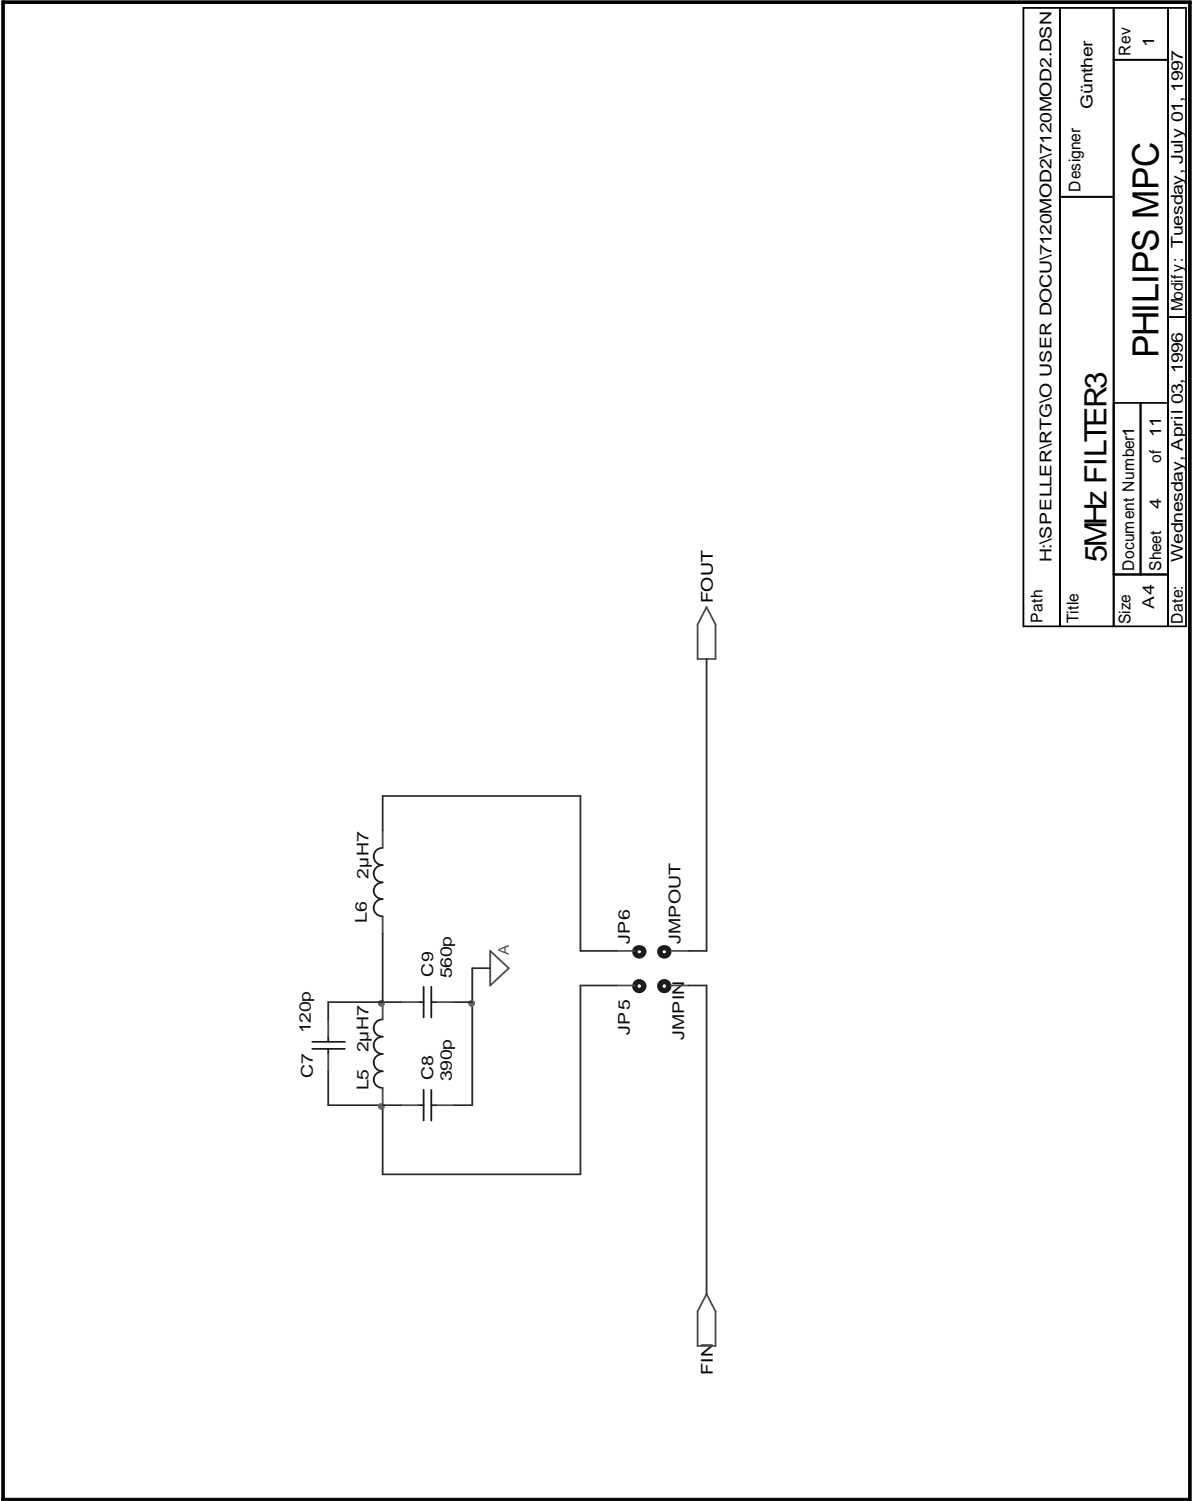 C7 120p
L5 2µH7
L6 2µH7
C8
390p
C9
560p
A
JP5
JP6
JMPIN
JMPOUT
FIN
FOUT
Path H:\SPELLER\RTG\O USER DOCU\7120MOD2\7120MOD2.DSN
Title
5MHz FILTER3
Designer Günther
Size
A4
Document Number1
Sheet 4 of 11
PHILIPS MPC
Rev
1
Date: Wednesday, April 03, 1996 Modify: Tuesday, July 01, 1997